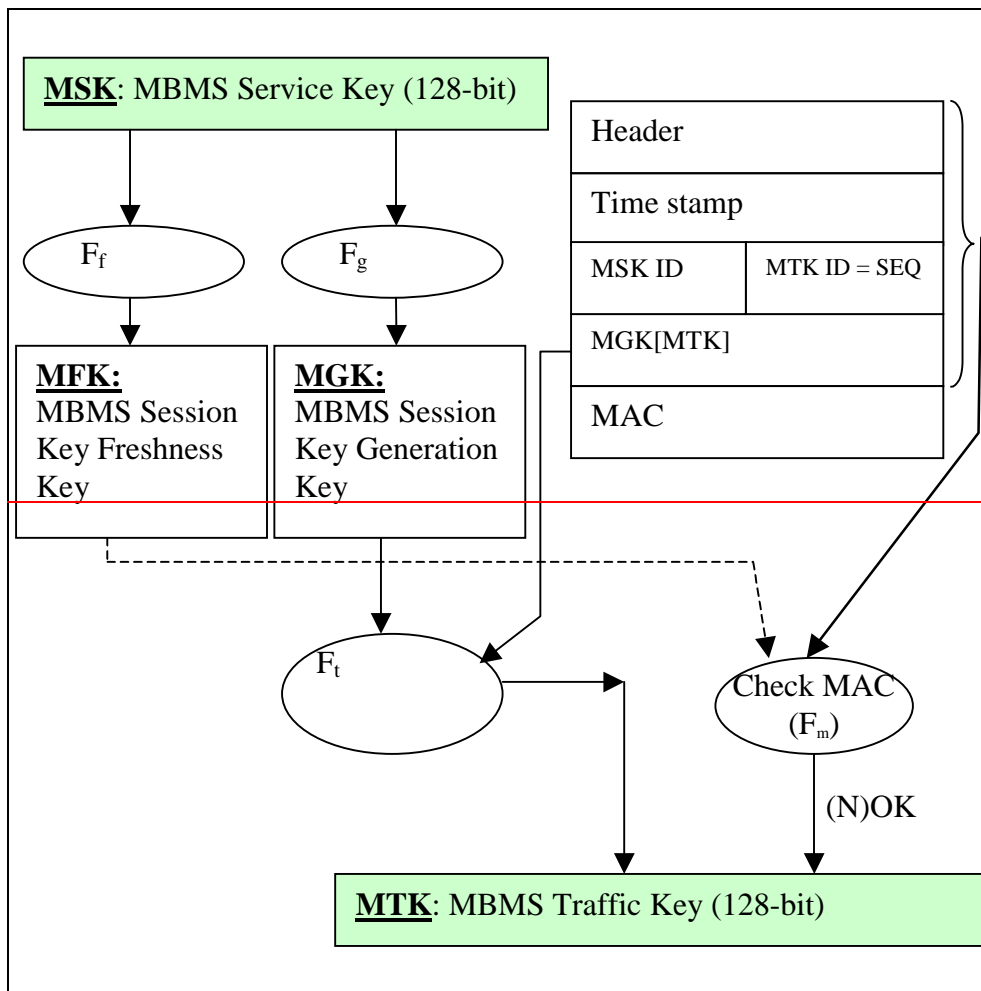 MSK: MBMS Service Key (128-bit)
Header
Time stamp
MSK ID
MTK ID = SEQ
MGK[MTK]
MAC
Ff
Fg
MFK:
MBMS Session
Key Freshness
Key
MGK:
MBMS Session
Key Generation
Key
Ft
Check MAC
(Fm)
(N)OK
MTK: MBMS Traffic Key (128-bit)